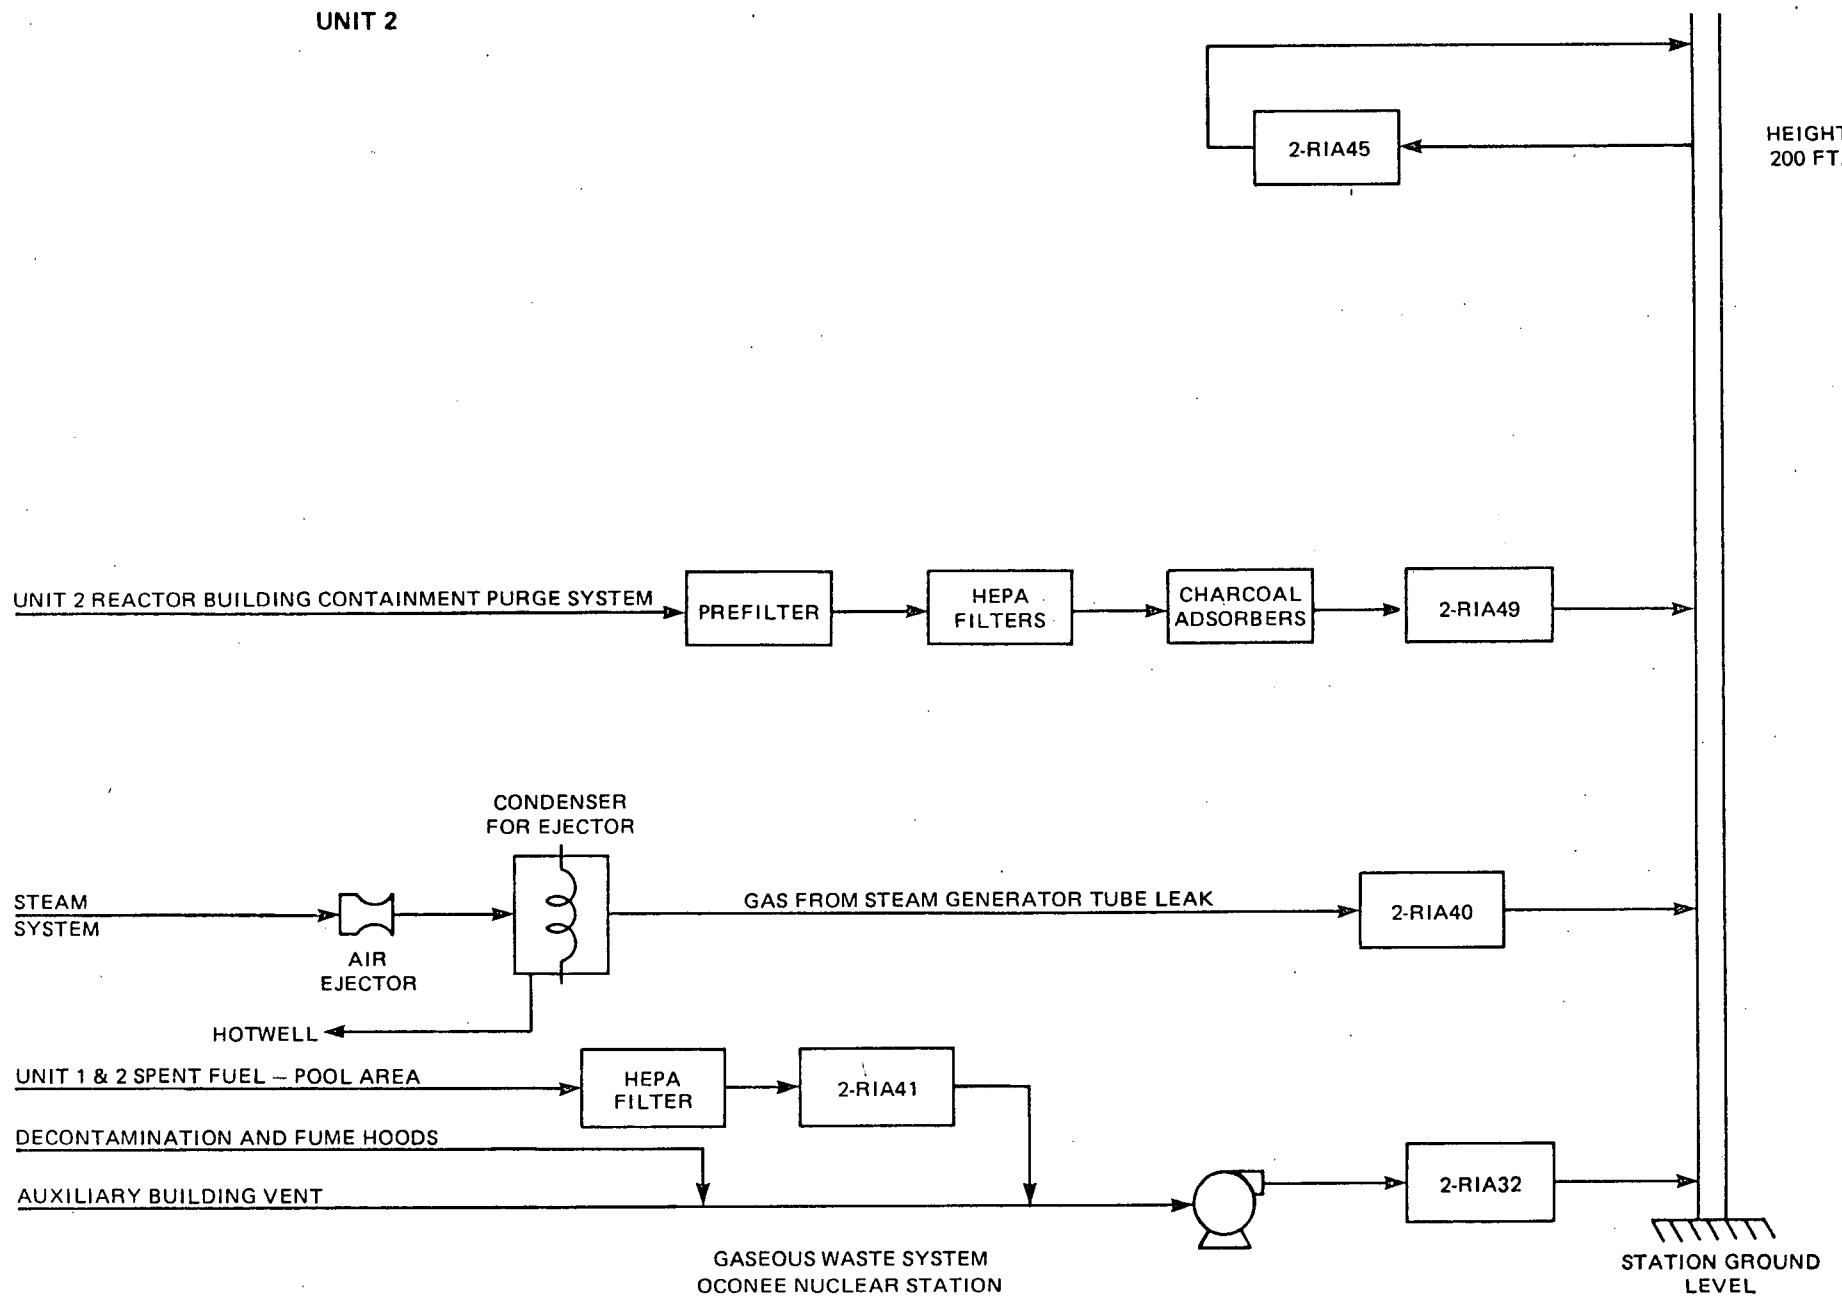 UNIT 2
2-RIA45
HEIGHT
200 FT.
UNIT 2 REACTOR BUILDING CONTAINMENT PURGE SYSTEM
PREFILTER
HEPA
FILTERS
CHARCOAL
ADSORBERS
2-RIA49
CONDENSER
FOR EJECTOR
STEAM
SYSTEM
AIR
EJECTOR
GAS FROM STEAM GENERATOR TUBE LEAK
2-RIA40
HOTWELL
UNIT 1 & 2 SPENT FUEL – POOL AREA
HEPA
FILTER
2-RIA41
DECONTAMINATION AND FUME HOODS
AUXILIARY BUILDING VENT
2-RIA32
GASEOUS WASTE SYSTEM
OCONEE NUCLEAR STATION
STATION GROUND
LEVEL